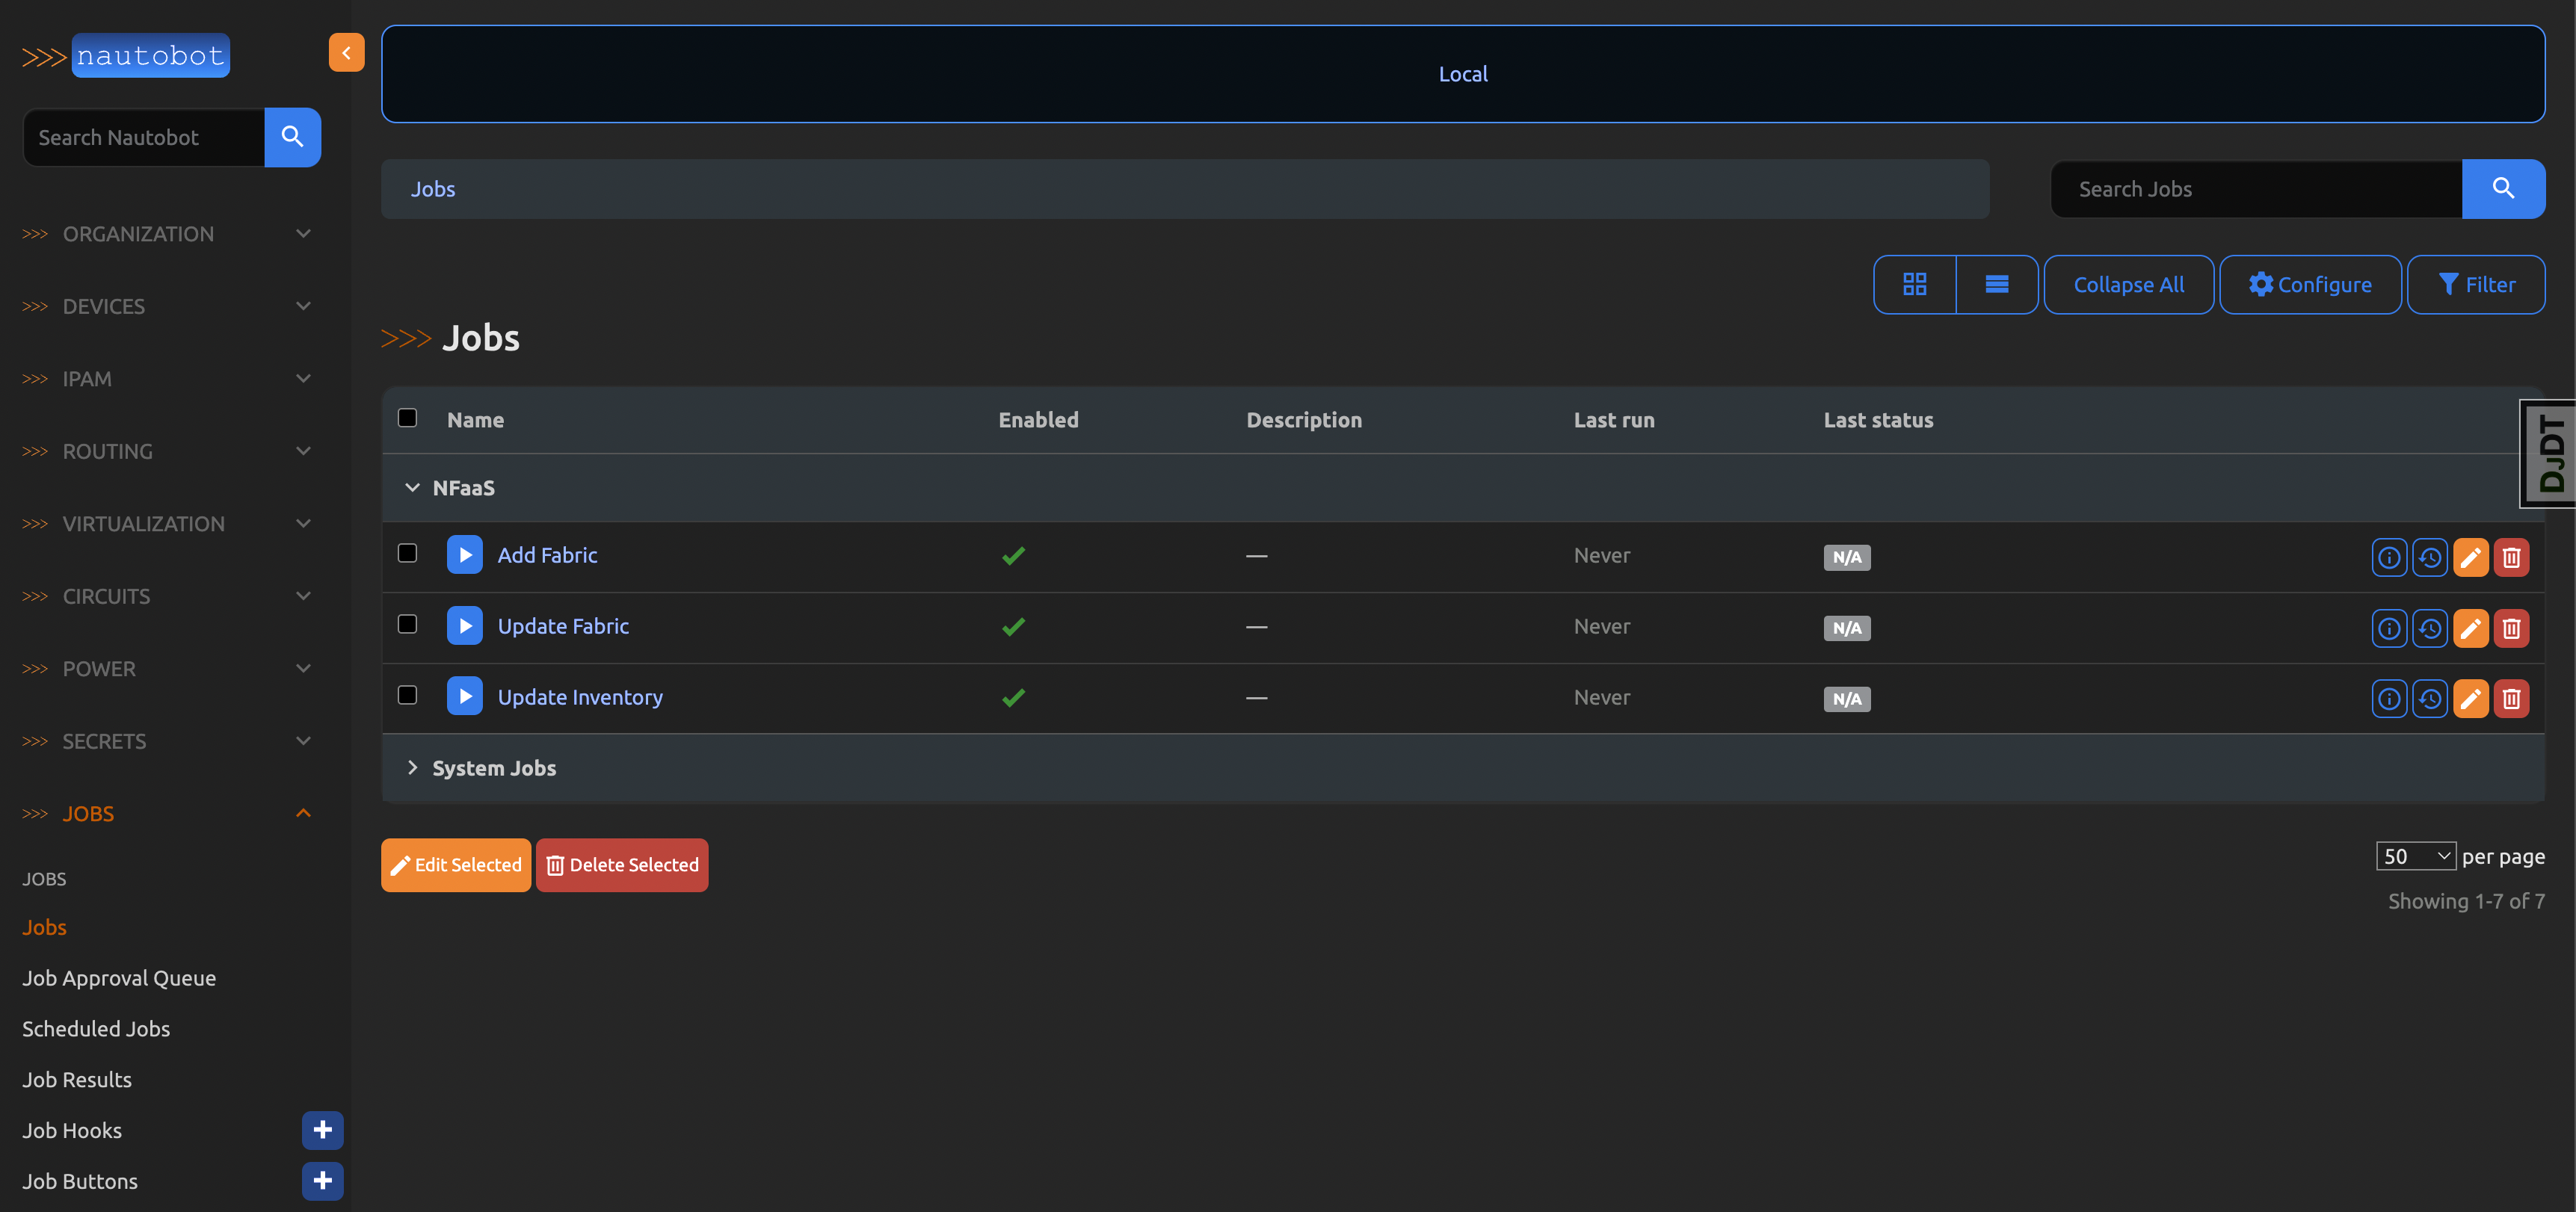 >>> nautobot
Search Nautobot
>>> ORGANIZATION
>>> DEVICES
>>> IPAM
>>> ROUTING
>>> VIRTUALIZATION
>>> CIRCUITS
>>> POWER
>>> SECRETS
>>> JOBS
JOBS
Jobs
Job Approval Queue
Scheduled Jobs
Job Results
Job Hooks
Job Buttons
Local
Jobs
Search Jobs
Collapse All Configure Filter
>>> Jobs
Name Enabled Description Last run Last status
NFaaS
Add Fabric — Never N/A
Update Fabric — Never N/A
Update Inventory — Never N/A
System Jobs
Edit Selected Delete Selected
50 per page
Showing 1-7 of 7
DJDT